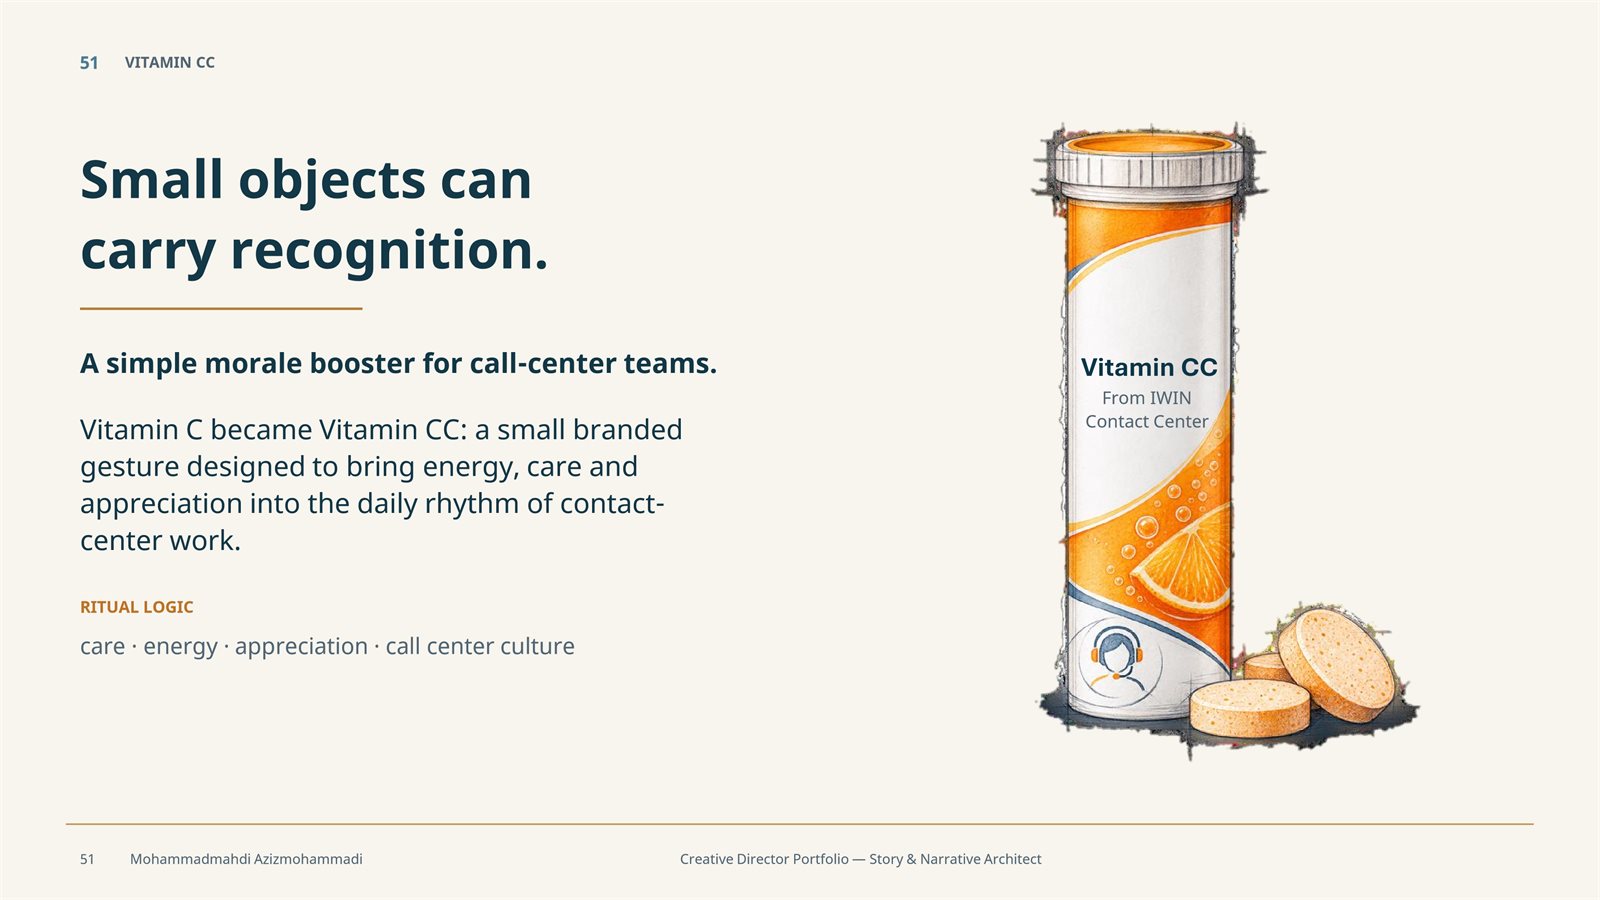 51 VITAMIN CC
Small objects can
carry recognition.
A simple morale booster for call-center teams.
Vitamin C became Vitamin CC: a small branded
gesture designed to bring energy, care and
appreciation into the daily rhythm of contact-
center work.
RITUAL LOGIC
care · energy · appreciation · call center culture
Vitamin CC
From IWIN
Contact Center
51 Mohammadmahdi Azizmohammadi Creative Director Portfolio — Story & Narrative Architect